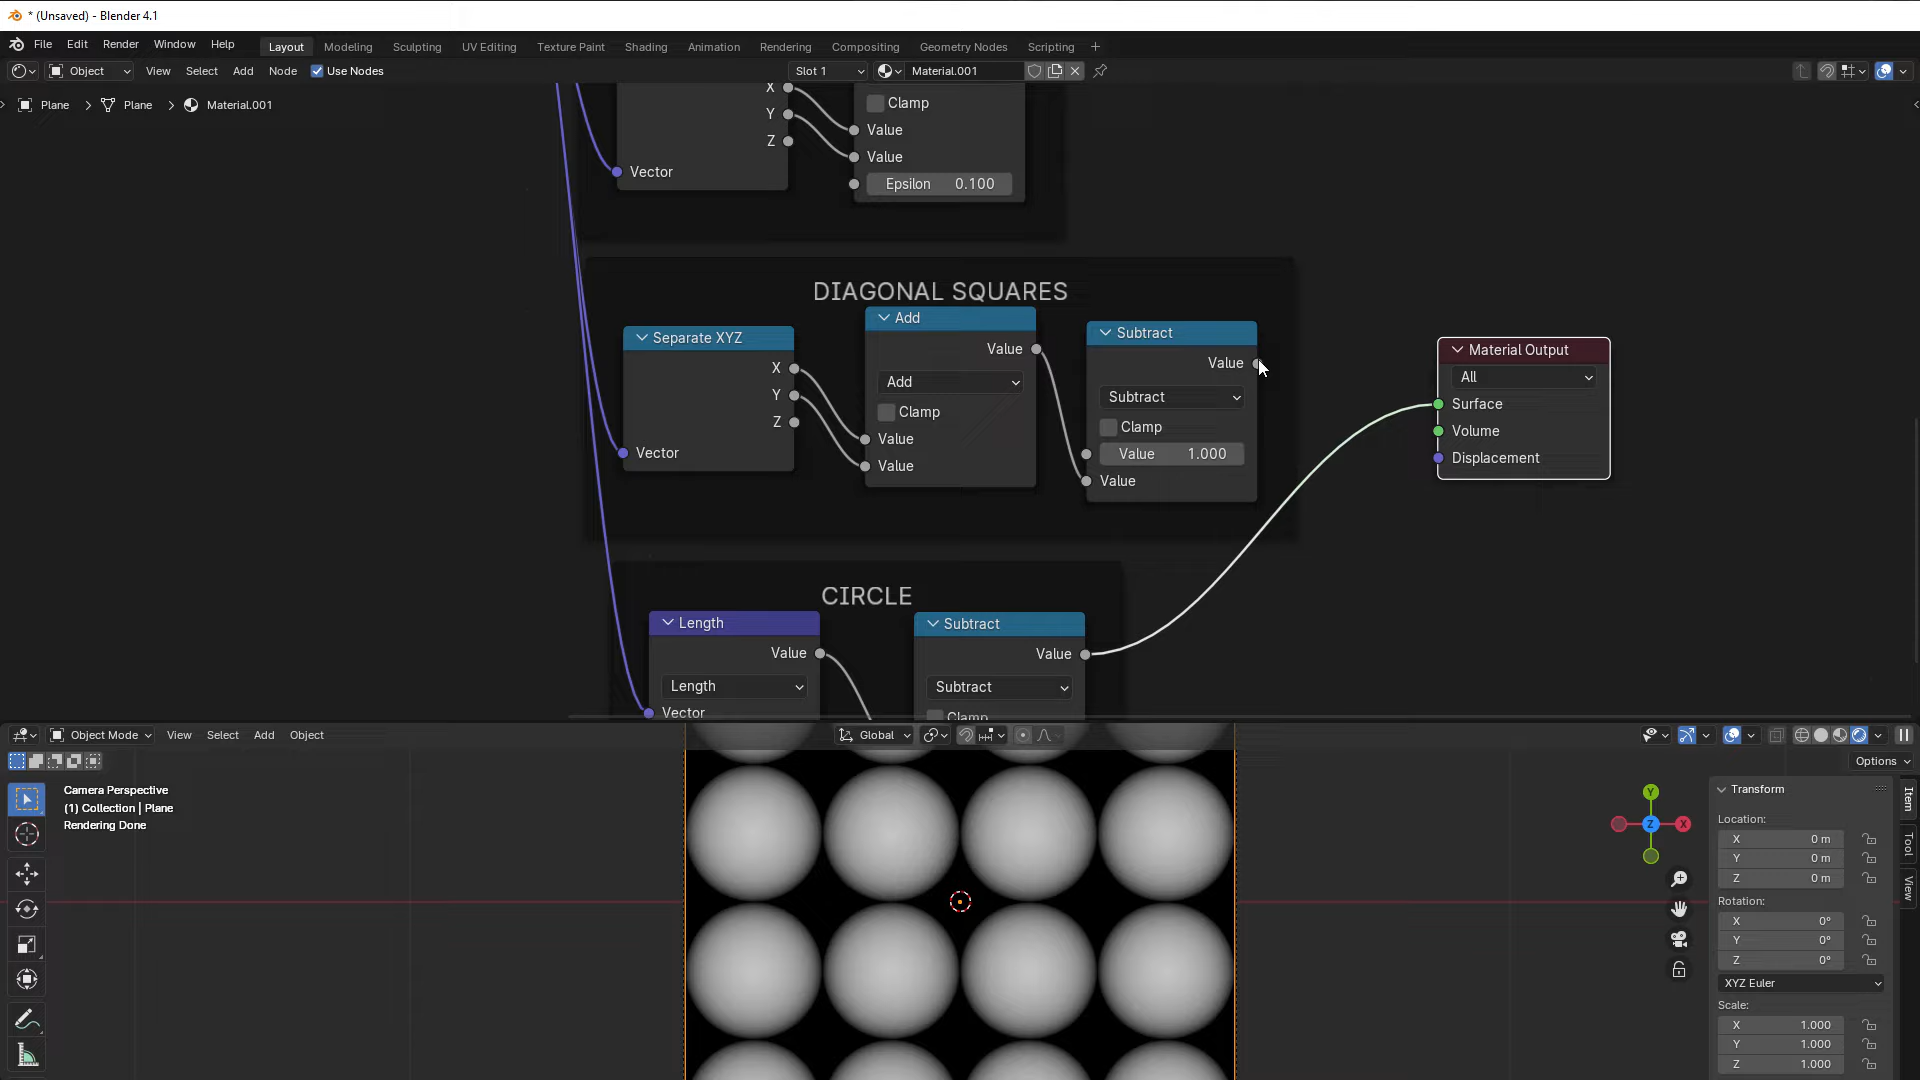 * (Unsaved) - Blender 4.1
File Edit Render Window Help Layout Modeling Sculpting UV Editing Texture Paint Shading Animation Rendering Compositing Geometry Nodes Scripting +
Object View Select Add Node Use Nodes Slot 1 Material.001
Plane Plane Material.001
X
Y
Z
Vector
Clamp
Value
Value
Epsilon 0.100
DIAGONAL SQUARES
Separate XYZ
X
Y
Z
Vector
Add
Value
Add
Clamp
Value
Value
Subtract
Value
Subtract
Clamp
Value 1.000
Value
Material Output
All
Surface
Volume
Displacement
CIRCLE
Length
Value
Length
Vector
Subtract
Value
Subtract
Clamp
Object Mode View Select Add Object Global
Options
Camera Perspective
(1) Collection | Plane
Rendering Done
Y
Z
X
Transform
Location:
X 0 m
Y 0 m
Z 0 m
Rotation:
X 0°
Y 0°
Z 0°
XYZ Euler
Scale:
X 1.000
Y 1.000
Z 1.000
Item
Tool
View